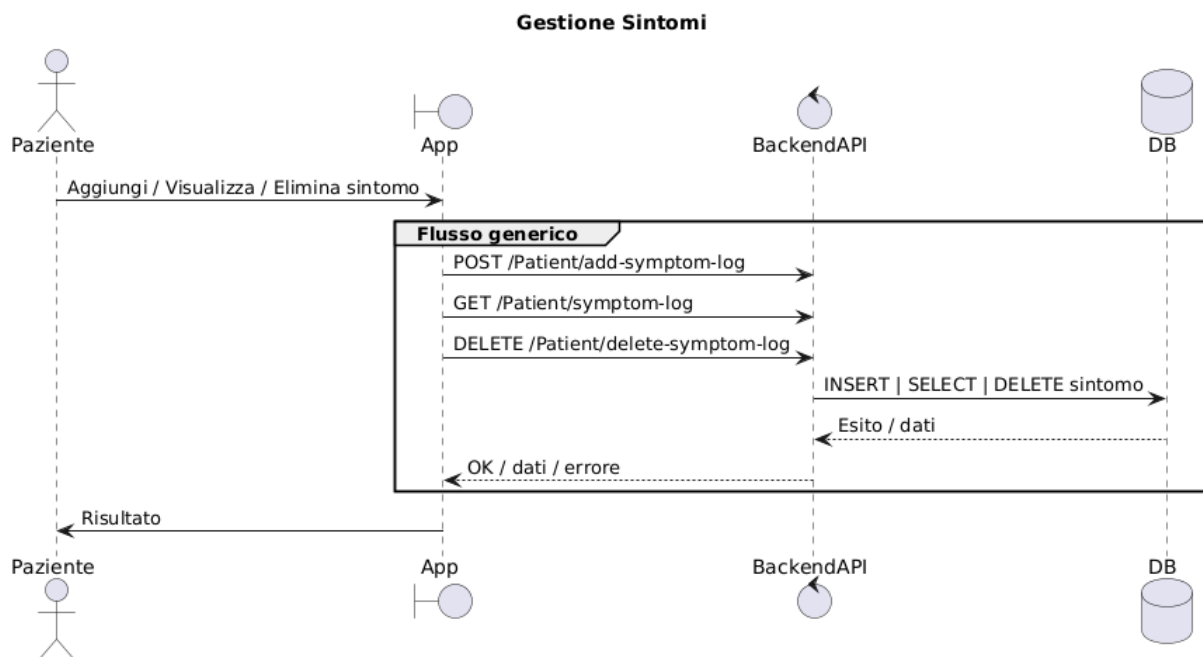 Gestione Sintomi
Paziente App BackendAPI DB
Aggiungi / Visualizza / Elimina sintomo
Flusso generico
POST /Patient/add-symptom-log
GET /Patient/symptom-log
DELETE /Patient/delete-symptom-log
INSERT | SELECT | DELETE sintomo
Esito / dati
OK / dati / errore
Risultato
Paziente App BackendAPI DB